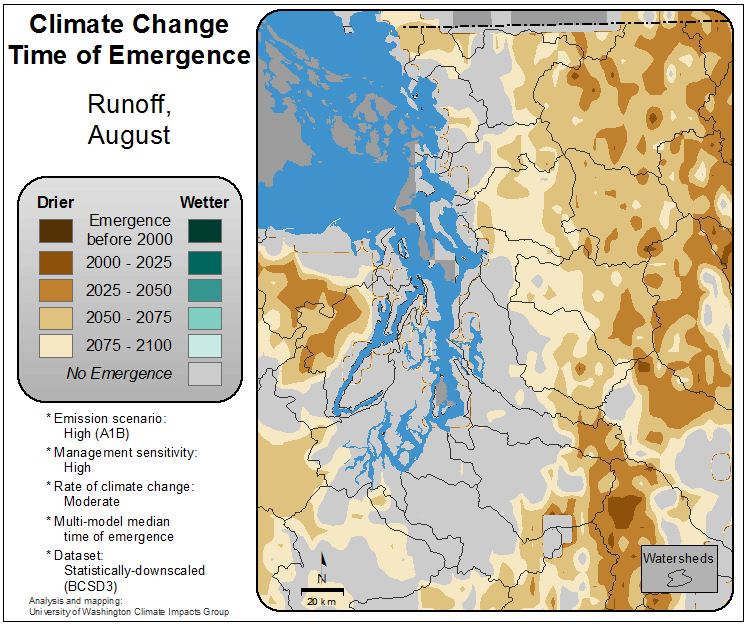 Climate Change
Time of Emergence
Runoff,
August
Drier Wetter
Emergence
before 2000
2000 - 2025
2025 - 2050
2050 - 2075
2075 - 2100
No Emergence
* Emission scenario:
High (A1B)
* Management sensitivity:
High
* Rate of climate change:
Moderate
* Multi-model median
time of emergence
* Dataset:
Statistically-downscaled
(BCSD3)
Analysis and mapping:
University of Washington Climate Impacts Group
N
20 km
Watersheds